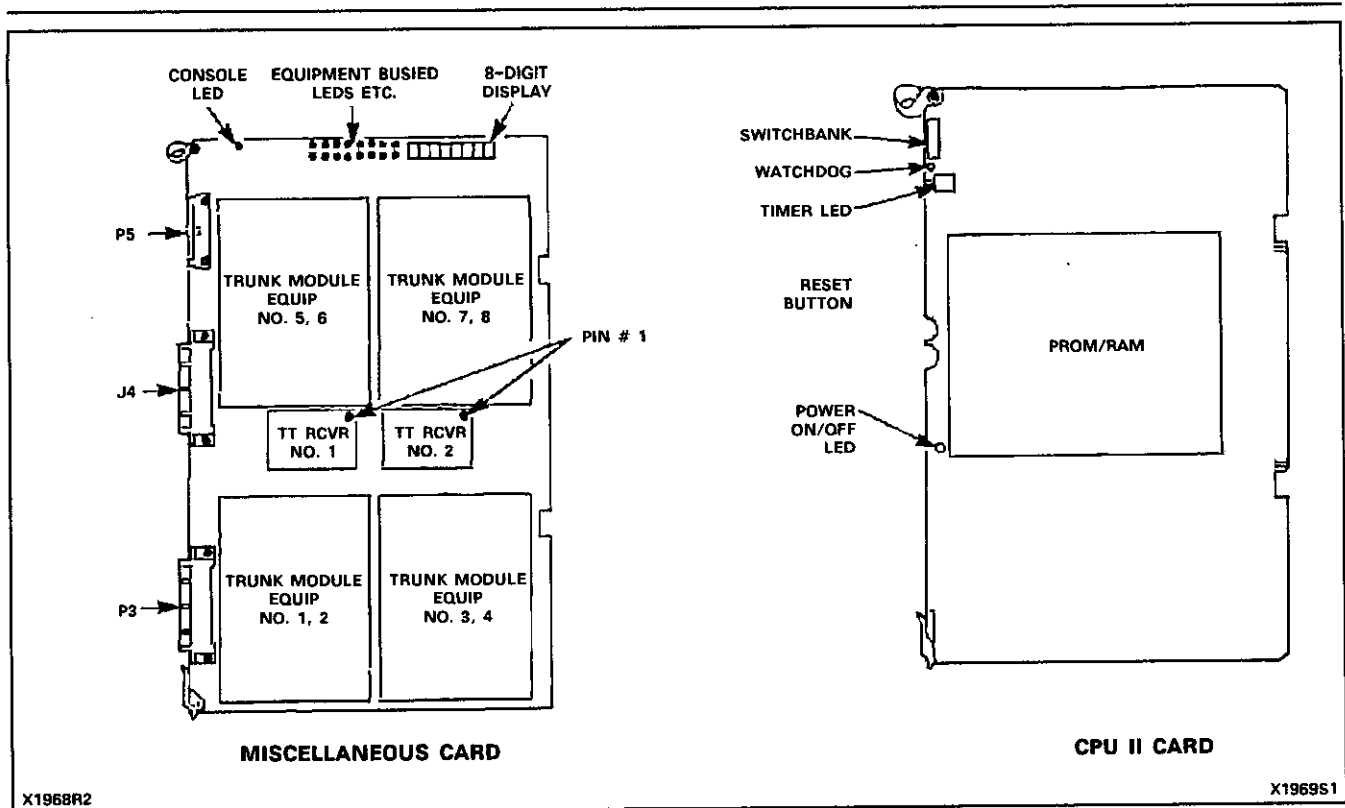 CONSOLE
LED
EQUIPMENT BUSIED
LEDS ETC.
8-DIGIT
DISPLAY
P5
J4
P3
TRUNK MODULE
EQUIP
NO. 5, 6
TRUNK MODULE
EQUIP
NO. 7, 8
PIN # 1
TT RCVR
NO. 1
TT RCVR
NO. 2
TRUNK MODULE
EQUIP
NO. 1, 2
TRUNK MODULE
EQUIP
NO. 3, 4
MISCELLANEOUS CARD
X1968R2
SWITCHBANK
WATCHDOG
TIMER LED
RESET
BUTTON
PROM/RAM
POWER
ON/OFF
LED
CPU II CARD
X1969S1